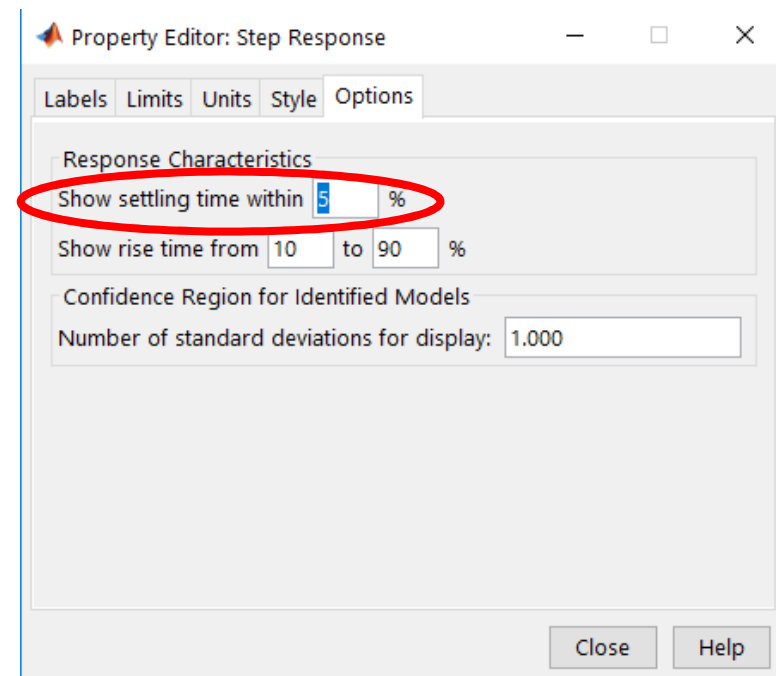 Property Editor: Step Response
Labels Limits Units Style Options
Response Characteristics
Show settling time within 5 %
Show rise time from 10 to 90 %
Confidence Region for Identified Models
Number of standard deviations for display: 1.000
Close Help